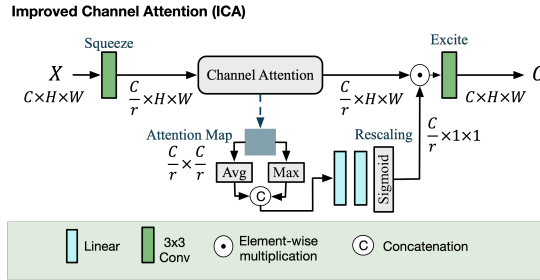 Improved Channel Attention (ICA)
Squeeze
Excite
X
Channel Attention
C
C×H×W
C/r ×H×W
C/r ×H×W
C×H×W
Attention Map
Rescaling
C/r × C/r
C/r ×1×1
Avg
Max
Sigmoid
C
Linear
3x3
Conv
Element-wise
multiplication
C
Concatenation